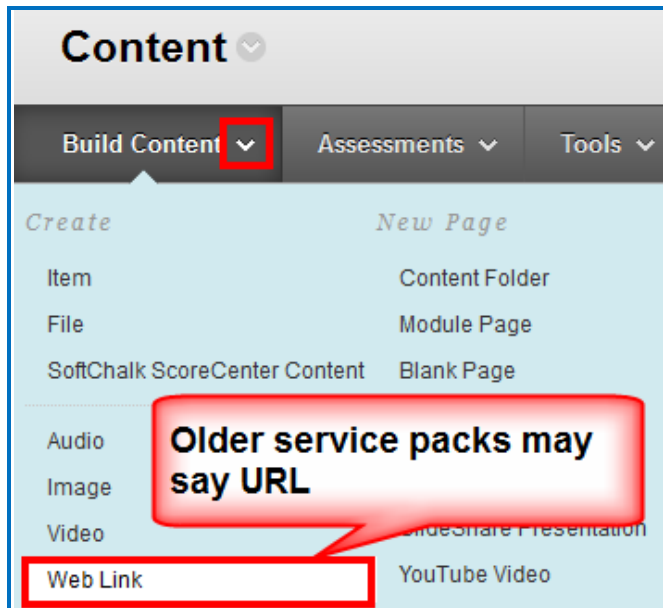 Content
Build Content Assessments Tools
Create New Page
Item Content Folder
File Module Page
SoftChalk ScoreCenter Content Blank Page
Audio
Older service packs may
say URL
Image
Video Presentation
Web Link YouTube Video